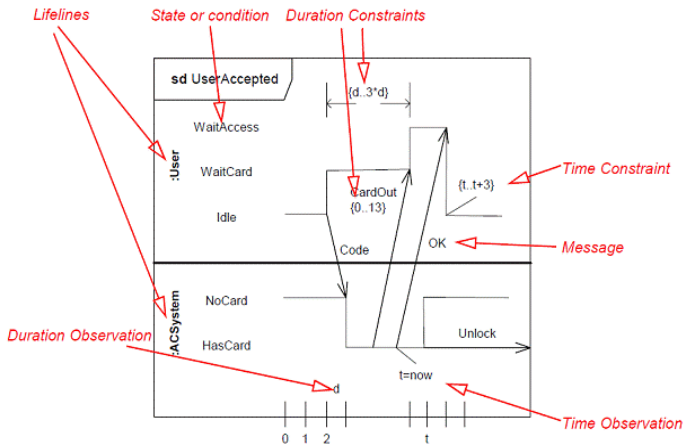 Lifelines
State or condition
Duration Constraints
sd UserAccepted
{d..3*d}
WaitAccess
:User
WaitCard
Time Constraint
CardOut
{0..13}
{t..t+3}
Idle
Code
OK
Message
NoCard
:ACSystem
HasCard
Unlock
Duration Observation
t=now
d
Time Observation
0 1 2 t